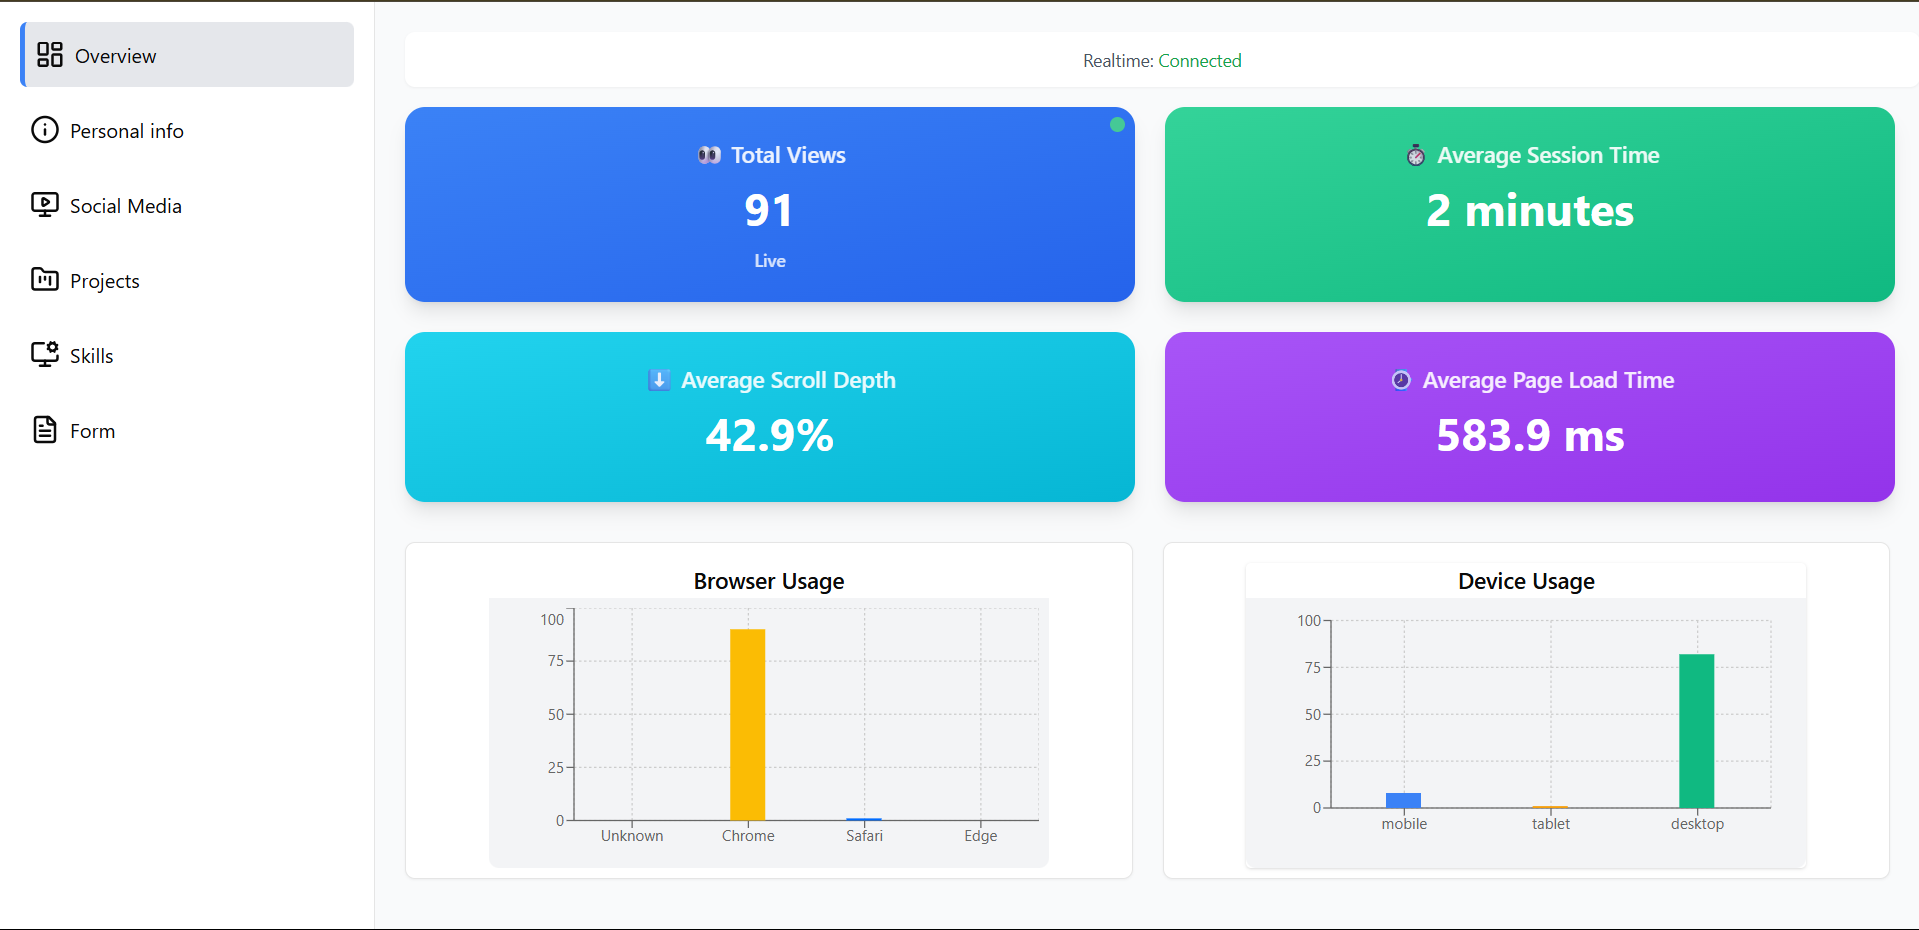 Overview
Personal info
Social Media
Projects
Skills
Form
Realtime: Connected
👀 Total Views
91
Live
⏱ Average Session Time
2 minutes
⬇️ Average Scroll Depth
42.9%
Average Page Load Time
583.9 ms
Browser Usage
100
75
50
25
0
Unknown Chrome Safari Edge
Device Usage
100
75
50
25
0
mobile tablet desktop